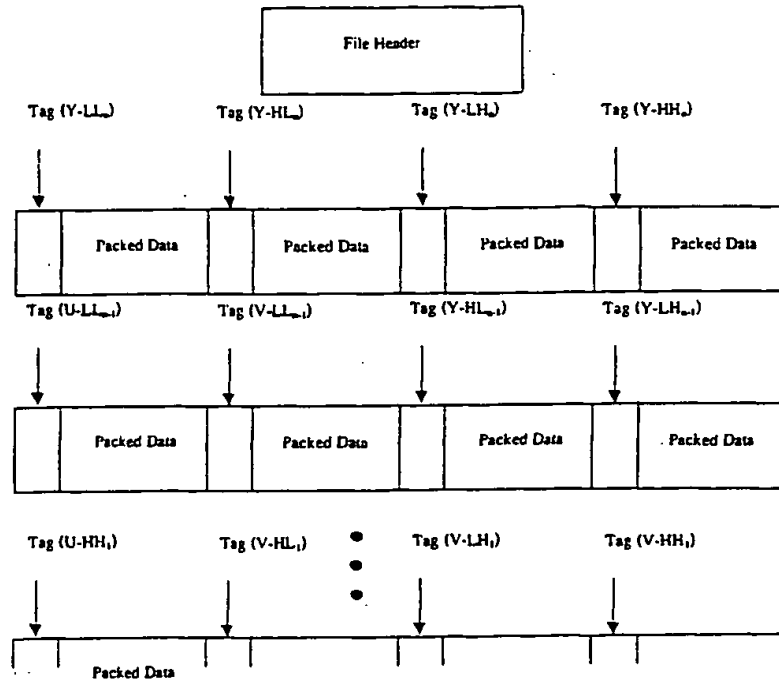 File Header
Tag (Y-LLₙ) Tag (Y-HLₙ) Tag (Y-LHₙ) Tag (Y-HHₙ)
Packed Data Packed Data Packed Data Packed Data
Tag (U-LLₙ₋₁) Tag (V-LLₙ₋₁) Tag (Y-HLₙ₋₁) Tag (Y-LHₙ₋₁)
Packed Data Packed Data Packed Data Packed Data
Tag (U-HH₁) Tag (V-HL₁) Tag (V-LH₁) Tag (V-HH₁)
Packed Data